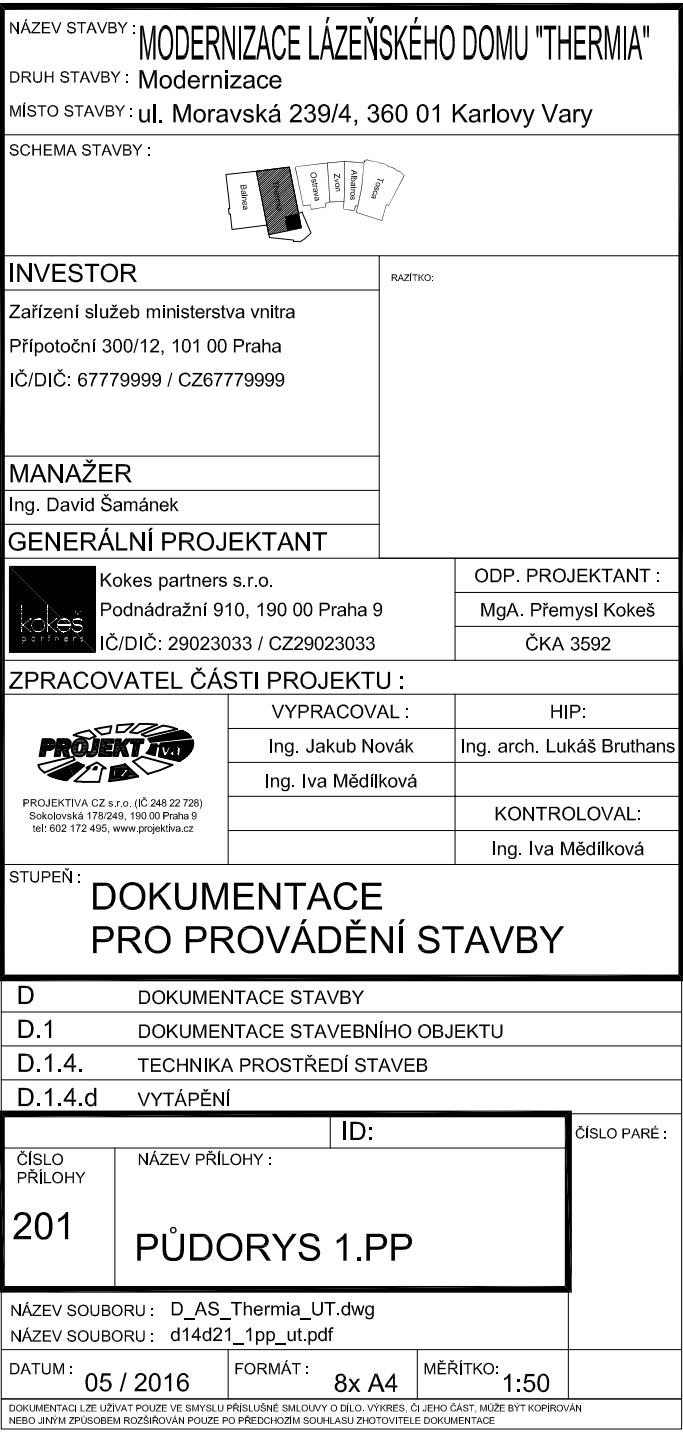 NÁZEV STAVBY : MODERNIZACE LÁZEŇSKÉHO DOMU "THERMIA"
DRUH STAVBY : Modernizace
MÍSTO STAVBY : ul. Moravská 239/4, 360 01 Karlovy Vary
SCHEMA STAVBY :
Balnea
Thermia
Ostrava
Zvon
Albatros
Tosca
INVESTOR
RAZÍTKO:
Zařízení služeb ministerstva vnitra
Přípotoční 300/12, 101 00 Praha
IČ/DIČ: 67779999 / CZ67779999
MANAŽER
Ing. David Šamánek
GENERÁLNÍ PROJEKTANT
kokeš
partners
Kokes partners s.r.o.
Podnádražní 910, 190 00 Praha 9
IČ/DIČ: 29023033 / CZ29023033
ODP. PROJEKTANT :
MgA. Přemysl Kokeš
ČKA 3592
ZPRACOVATEL ČÁSTI PROJEKTU :
PROJEKT IVA
CZ
PROJEKTIVA CZ s.r.o. (IČ 248 22 728)
Sokolovská 178/249, 190 00 Praha 9
tel: 602 172 495, www.projektiva.cz
VYPRACOVAL :
Ing. Jakub Novák
Ing. Iva Mědílková
HIP:
Ing. arch. Lukáš Bruthans
KONTROLOVAL:
Ing. Iva Mědílková
STUPEŇ :
DOKUMENTACE
PRO PROVÁDĚNÍ STAVBY
D DOKUMENTACE STAVBY
D.1 DOKUMENTACE STAVEBNÍHO OBJEKTU
D.1.4. TECHNIKA PROSTŘEDÍ STAVEB
D.1.4.d VYTÁPĚNÍ
ID:
ČÍSLO PARÉ :
ČÍSLO
PŘÍLOHY
201
NÁZEV PŘÍLOHY :
PŮDORYS 1.PP
NÁZEV SOUBORU : D_AS_Thermia_UT.dwg
NÁZEV SOUBORU : d14d21_1pp_ut.pdf
DATUM : 05 / 2016
FORMÁT : 8x A4
MĚŘÍTKO: 1:50
DOKUMENTACI LZE UŽÍVAT POUZE VE SMYSLU PŘÍSLUŠNÉ SMLOUVY O DÍLO. VÝKRES, ČI JEHO ČÁST, MŮŽE BÝT KOPÍROVÁN
NEBO JINÝM ZPŮSOBEM ROZŠIŘOVÁN POUZE PO PŘEDCHOZÍM SOUHLASU ZHOTOVITELE DOKUMENTACE